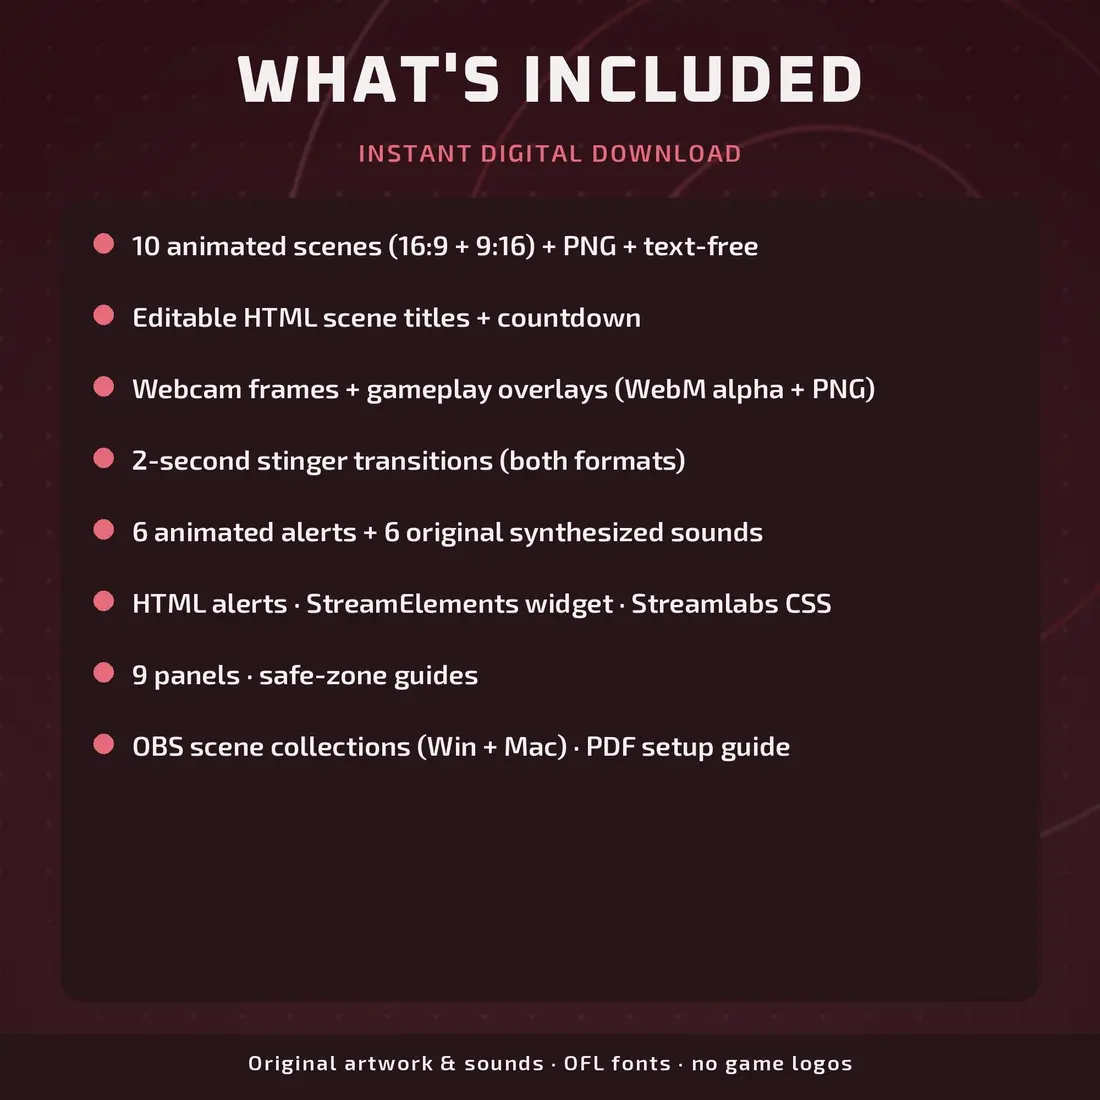 WHAT'S INCLUDED
INSTANT DIGITAL DOWNLOAD
10 animated scenes (16:9 + 9:16) + PNG + text-free
Editable HTML scene titles + countdown
Webcam frames + gameplay overlays (WebM alpha + PNG)
2-second stinger transitions (both formats)
6 animated alerts + 6 original synthesized sounds
HTML alerts · StreamElements widget · Streamlabs CSS
9 panels · safe-zone guides
OBS scene collections (Win + Mac) · PDF setup guide
Original artwork & sounds · OFL fonts · no game logos